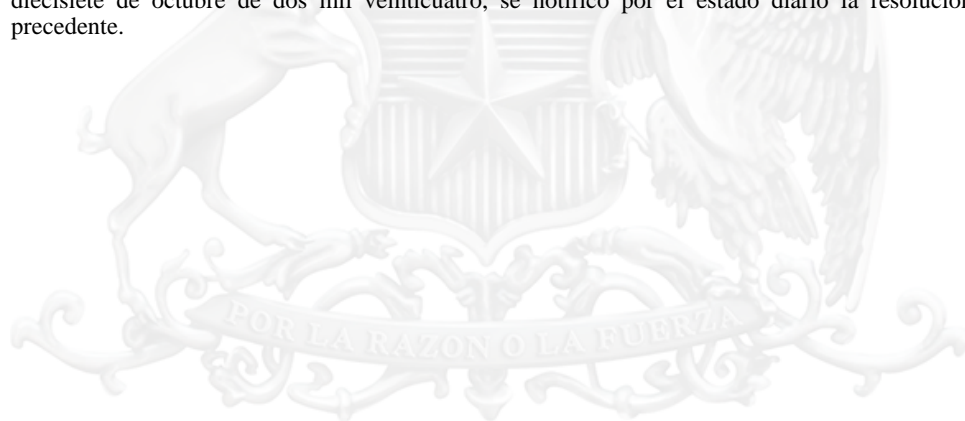 diecisiete de octubre de dos mil veinticuatro, se notificó por el estado diario la resolución
precedente.
POR LA RAZON O LA FUERZA